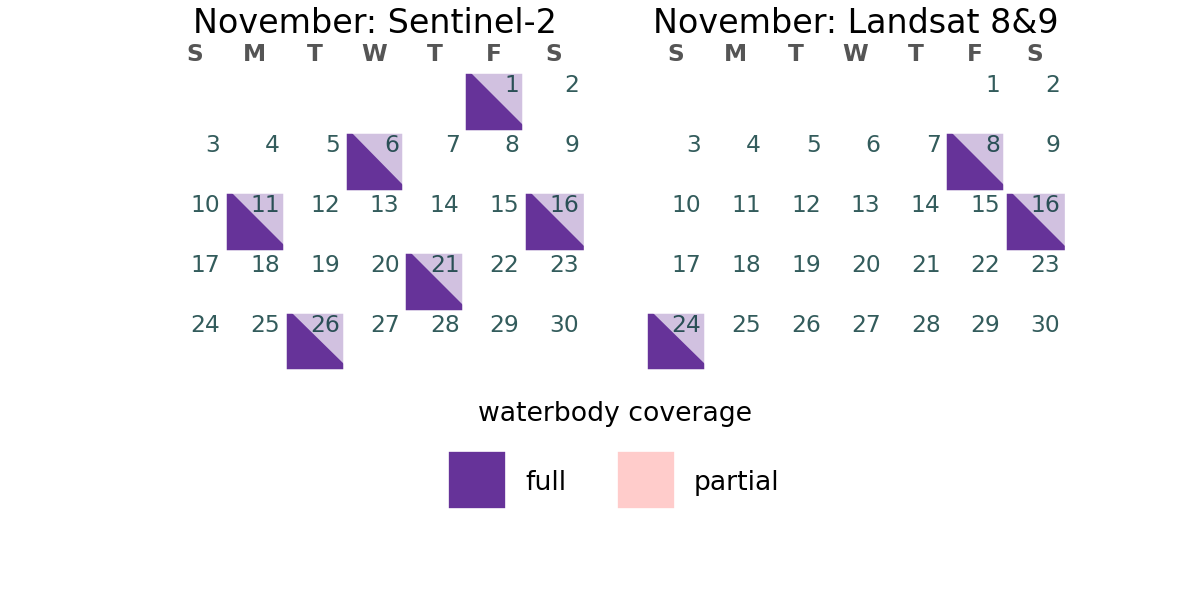 November: Sentinel-2
S M T W T F S
1 2
3 4 5 6 7 8 9
10 11 12 13 14 15 16
17 18 19 20 21 22 23
24 25 26 27 28 29 30
November: Landsat 8&9
S M T W T F S
1 2
3 4 5 6 7 8 9
10 11 12 13 14 15 16
17 18 19 20 21 22 23
24 25 26 27 28 29 30
waterbody coverage
full
partial